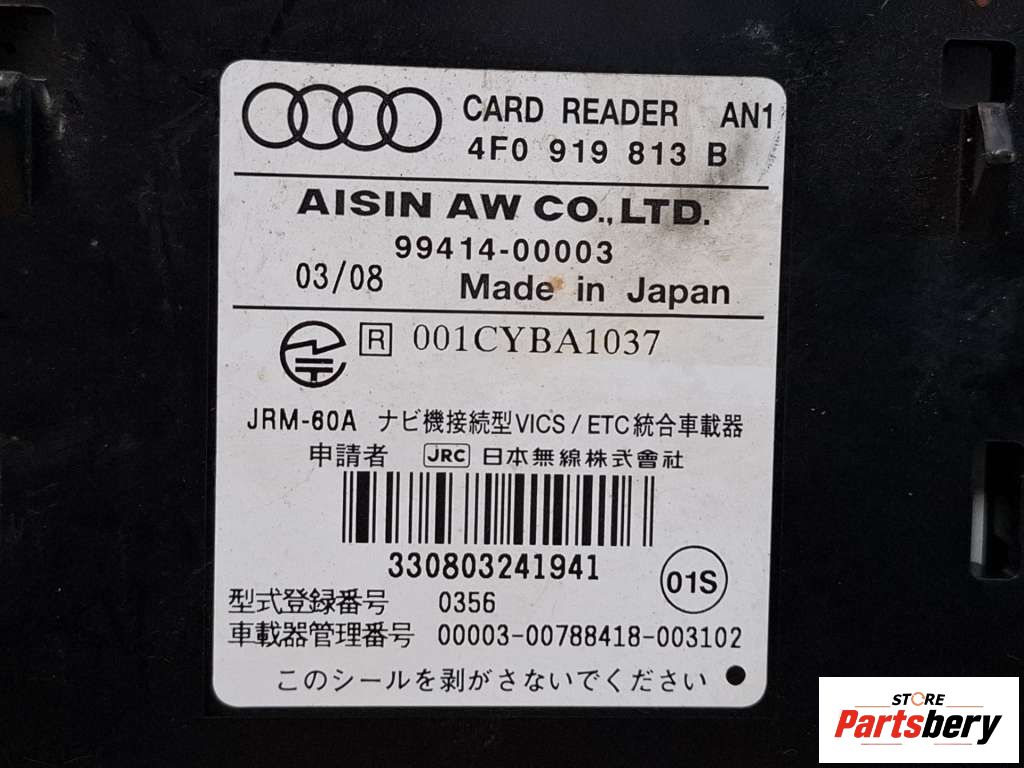 CARD READER AN1
4F0 919 813 B
AISIN AW CO.,LTD.
99414-00003
03/08 Made in Japan
R 001CYBA1037
JRM-60A ナビ機接続型VICS/ETC統合車載器
申請者 JRC 日本無線株式會社
330803241941
01S
型式登録番号 0356
車載器管理番号 00003-00788418-003102
このシールを剥がさないでください
STORE
Partsbery